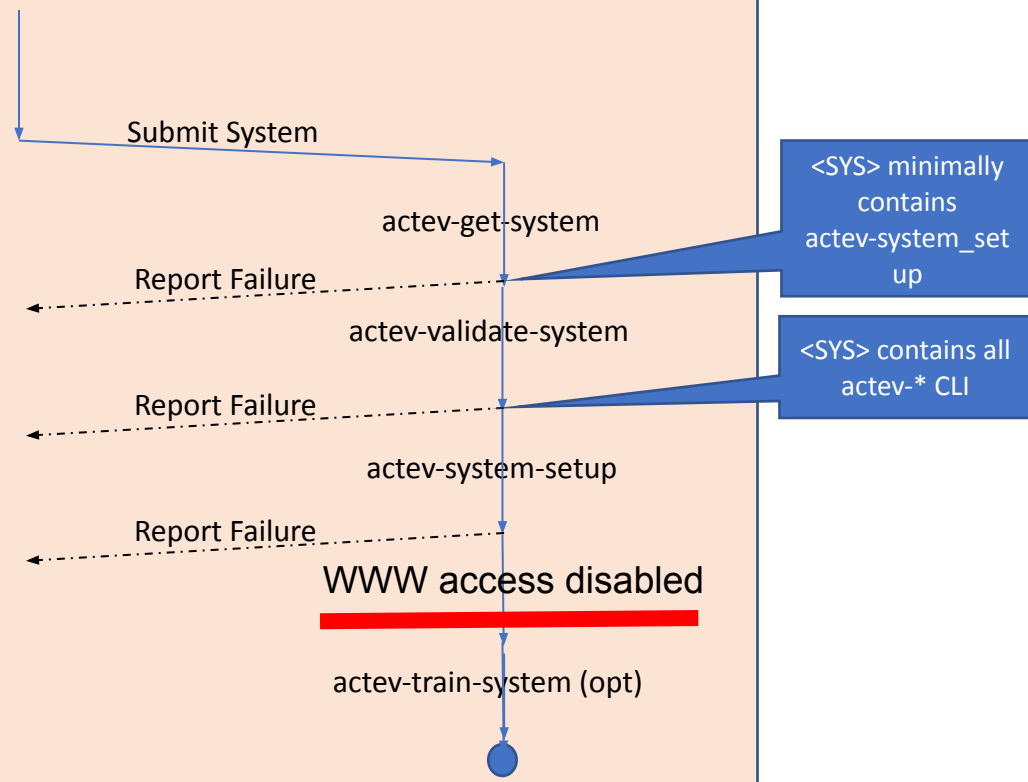 Submit System
<SYS> minimally
contains
actev-system_set
up
actev-get-system
Report Failure
actev-validate-system
<SYS> contains all
actev-* CLI
Report Failure
actev-system-setup
Report Failure
WWW access disabled
actev-train-system (opt)